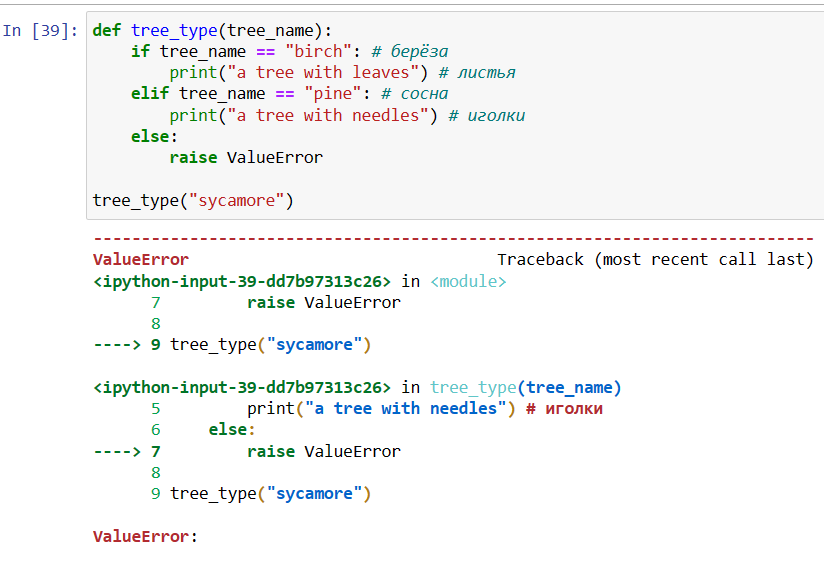 In [39]: def tree_type(tree_name):
    if tree_name == "birch": # берёза
        print("a tree with leaves") # листья
    elif tree_name == "pine": # сосна
        print("a tree with needles") # иголки
    else:
        raise ValueError

tree_type("sycamore")
---------------------------------------------------------------------------
ValueError                                Traceback (most recent call last)
<ipython-input-39-dd7b97313c26> in <module>
      7         raise ValueError
      8
----> 9 tree_type("sycamore")

<ipython-input-39-dd7b97313c26> in tree_type(tree_name)
      5         print("a tree with needles") # иголки
      6     else:
----> 7         raise ValueError
      8
      9 tree_type("sycamore")

ValueError: